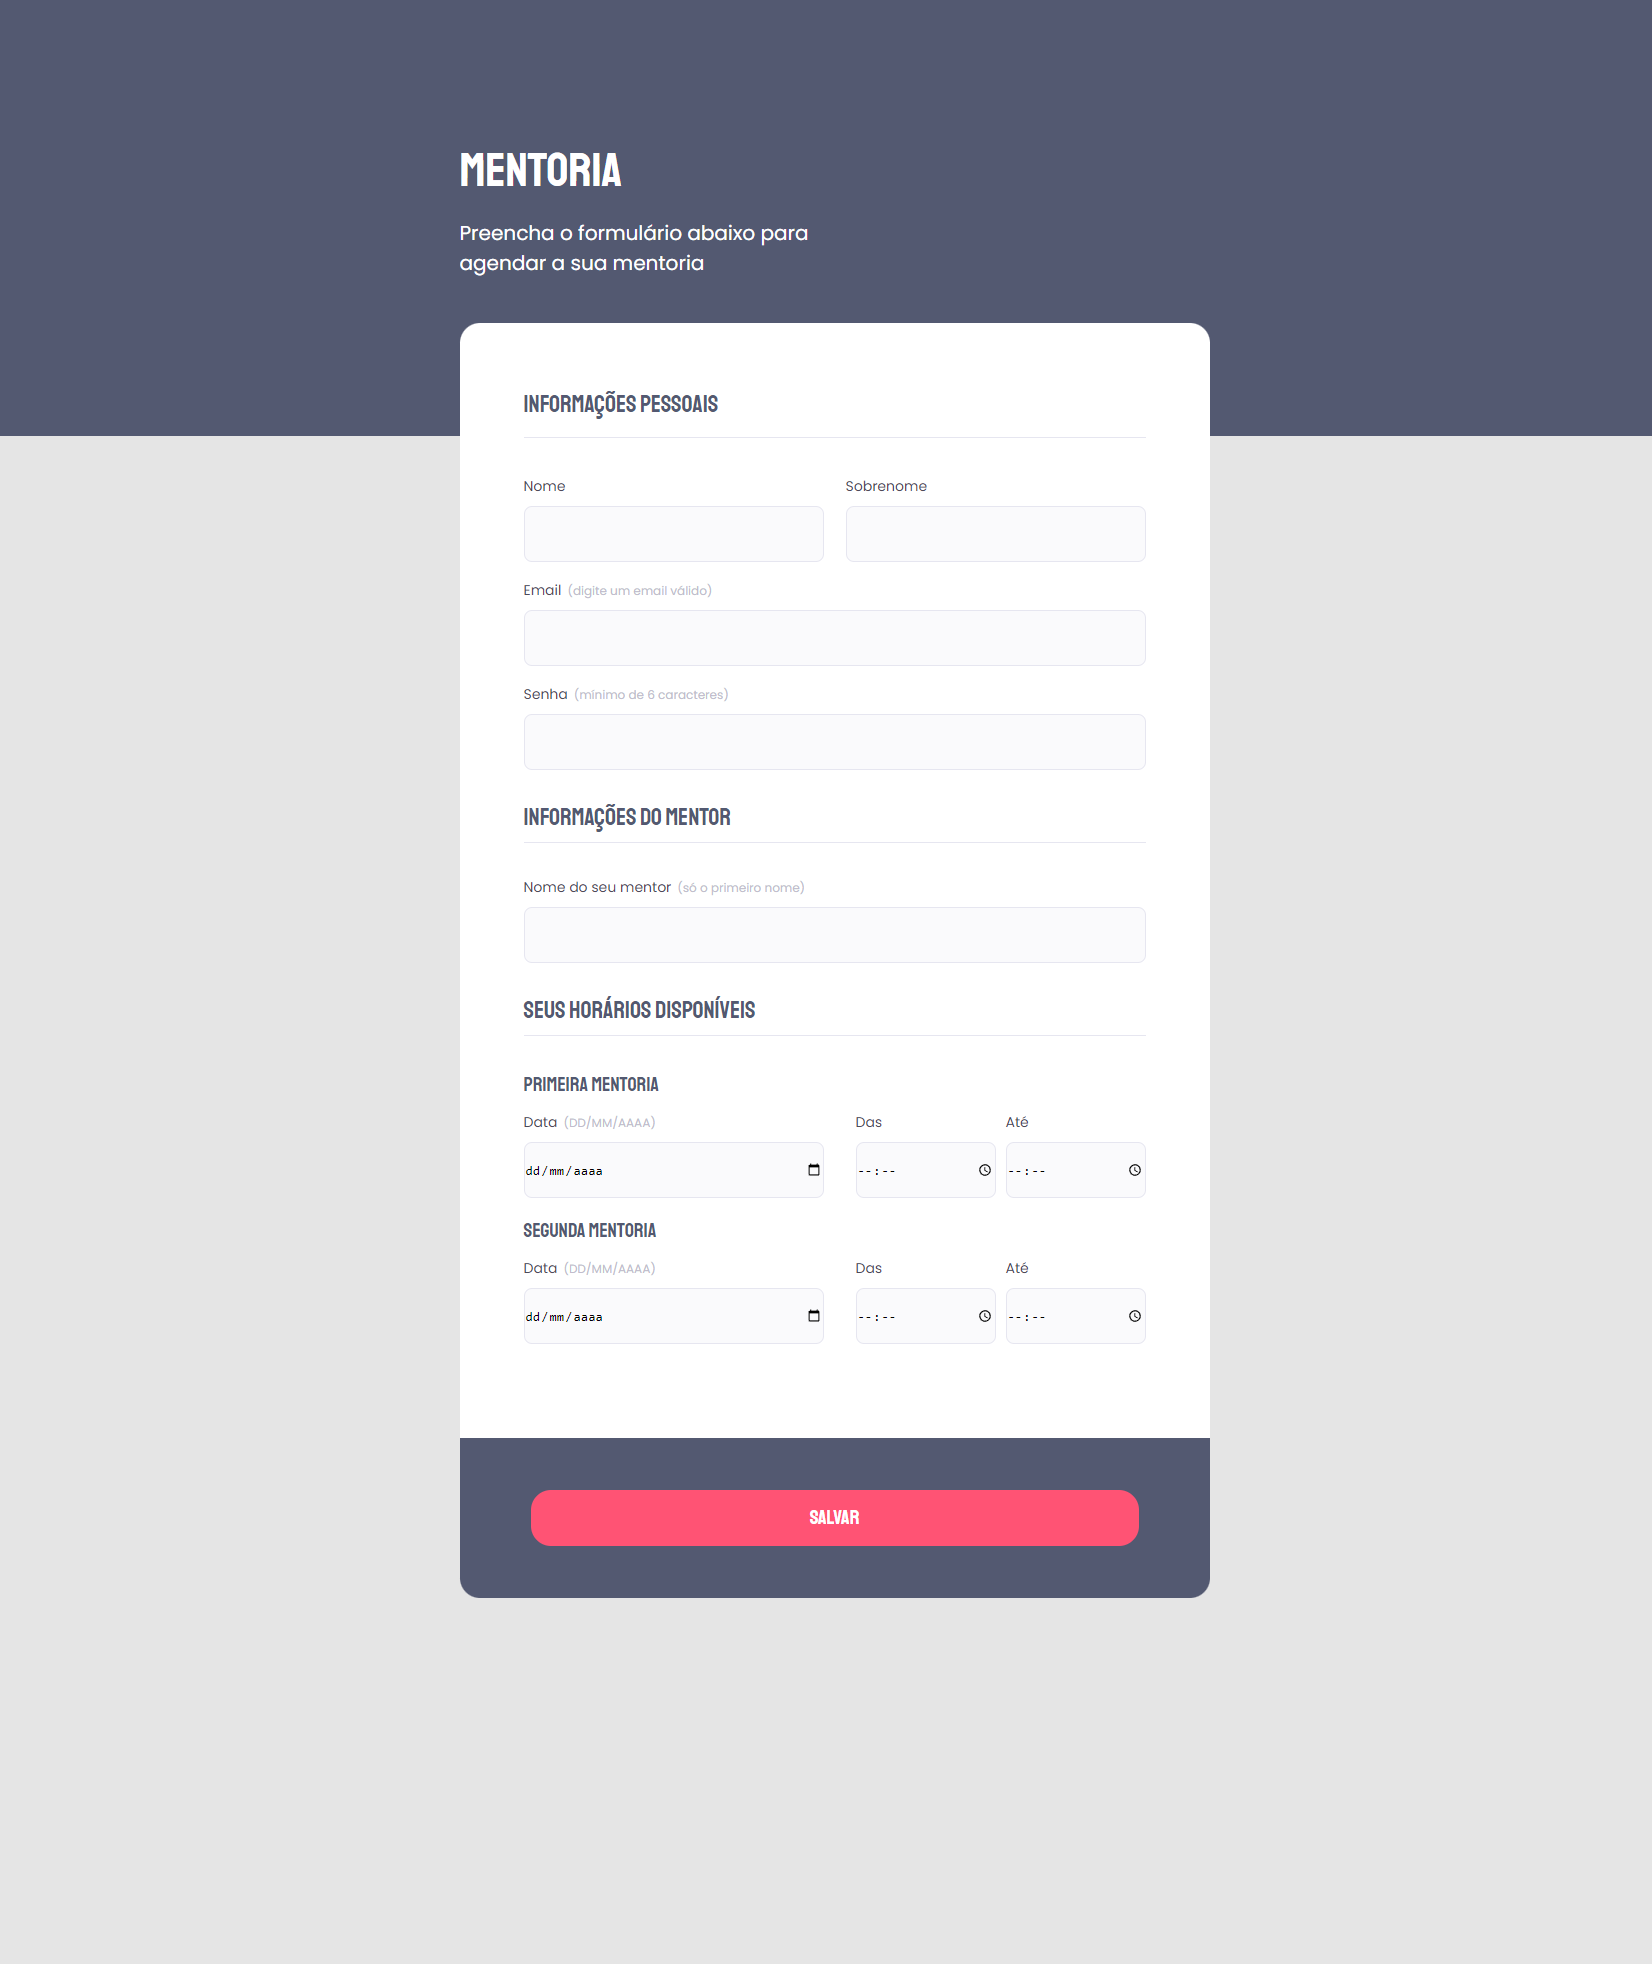 MENTORIA
Preencha o formulário abaixo para
agendar a sua mentoria
INFORMAÇÕES PESSOAIS
Nome Sobrenome
Email (digite um email válido)
Senha (mínimo de 6 caracteres)
INFORMAÇÕES DO MENTOR
Nome do seu mentor (só o primeiro nome)
SEUS HORÁRIOS DISPONÍVEIS
PRIMEIRA MENTORIA
Data (DD/MM/AAAA) Das Até
dd/mm/aaaa --:-- --:--
SEGUNDA MENTORIA
Data (DD/MM/AAAA) Das Até
dd/mm/aaaa --:-- --:--
SALVAR